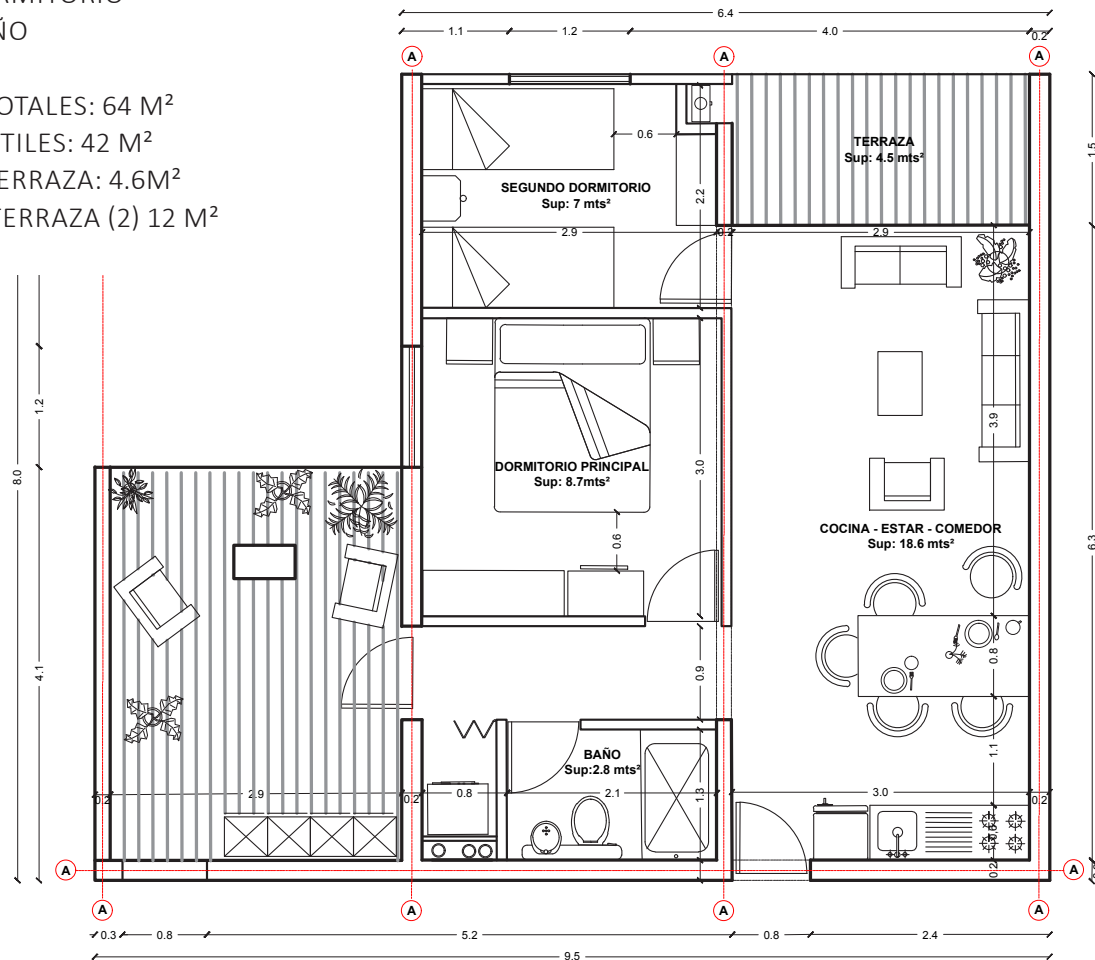 RMITORIO
ÑO
OTALES: 64 M²
TILES: 42 M²
ERRAZA: 4.6M²
TERRAZA (2) 12 M²
6.4
1.1
1.2
4.0
0.2
A
A
A
1.5
TERRAZA
Sup: 4.5 mts²
0.6
SEGUNDO DORMITORIO
Sup: 7 mts²
2.2
2.9
0.2
2.9
8.0
1.2
3.9
3.0
DORMITORIO PRINCIPAL
Sup: 8.7mts²
COCINA - ESTAR - COMEDOR
Sup: 18.6 mts²
0.6
6.3
4.1
0.9
0.8
1.1
BAÑO
Sup:2.8 mts²
1.3
0.2
2.9
0.2
0.8
2.1
3.0
0.2
0.6
0.2
A
A
A
A
A
A
0.3
0.8
5.2
0.8
2.4
9.5